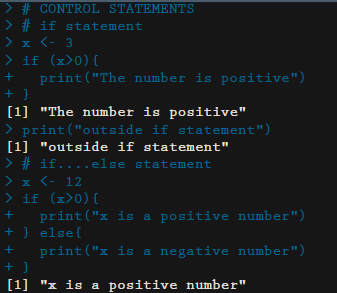 > # CONTROL STATEMENTS
> # if statement
> x <- 3
> if (x>0){
+   print("The number is positive")
+ }
[1] "The number is positive"
> print("outside if statement")
[1] "outside if statement"
> # if....else statement
> x <- 12
> if (x>0){
+   print("x is a positive number")
+ } else{
+   print("x is a negative number")
+ }
[1] "x is a positive number"